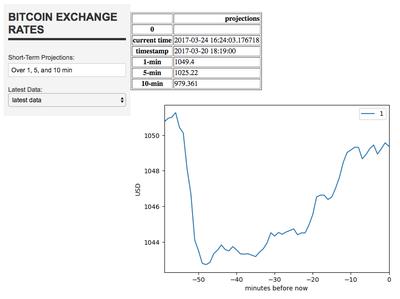 BITCOIN EXCHANGE
RATES
Short-Term Projections:
Over 1, 5, and 10 min
Latest Data:
latest data
projections
0
current time 2017-03-24 16:24:03.176718
timestamp 2017-03-20 18:19:00
1-min 1049.4
5-min 1025.22
10-min 979.361
1
1050
1048
1046
1044
USD
−50 −40 −30 −20 −10 0
minutes before now